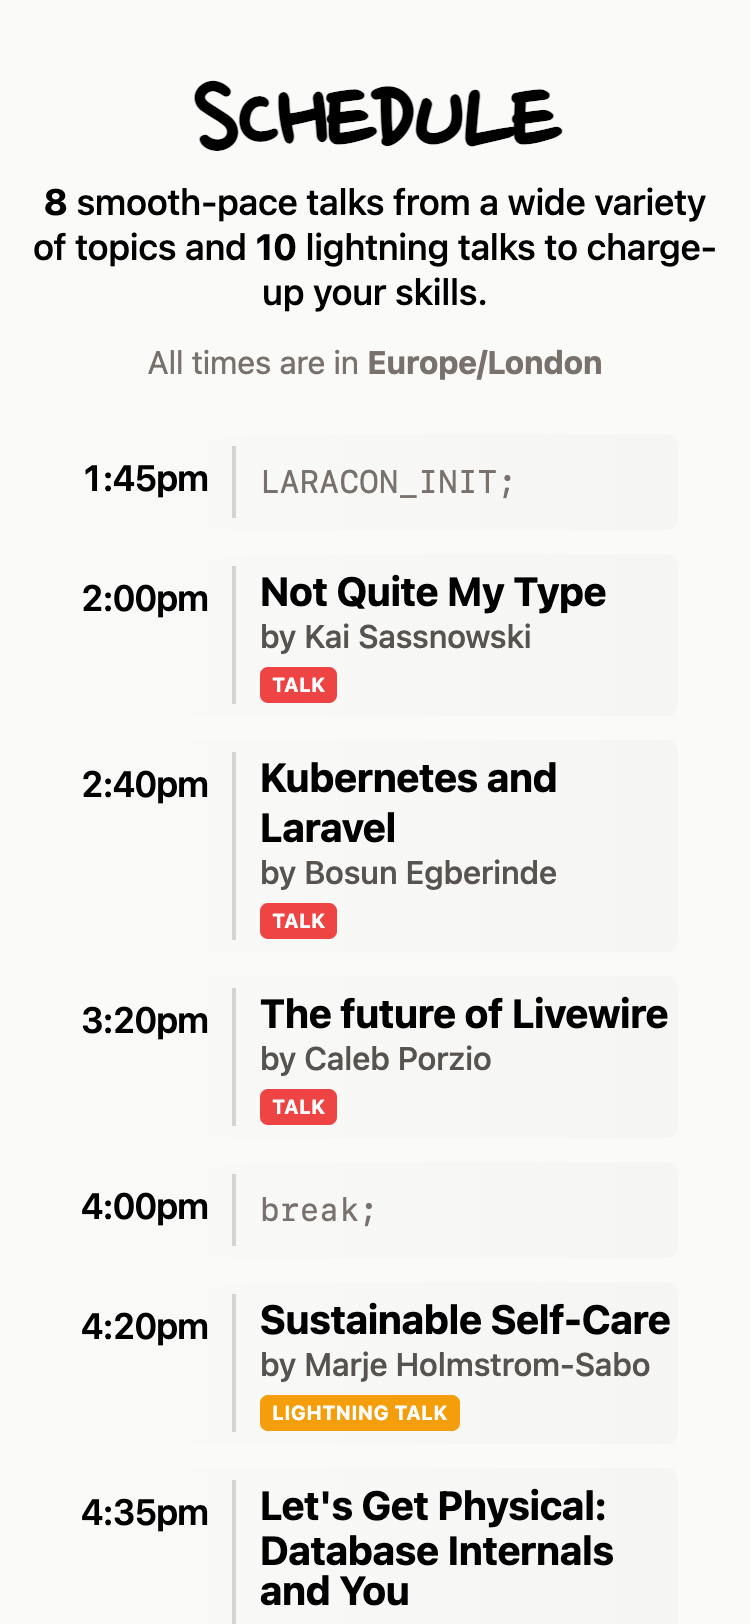 SCHEDULE
8 smooth-pace talks from a wide variety
of topics and 10 lightning talks to charge-
up your skills.
All times are in Europe/London
1:45pm
LARACON_INIT;
2:00pm
Not Quite My Type
by Kai Sassnowski
TALK
2:40pm
Kubernetes and
Laravel
by Bosun Egberinde
TALK
3:20pm
The future of Livewire
by Caleb Porzio
TALK
4:00pm
break;
4:20pm
Sustainable Self-Care
by Marje Holmstrom-Sabo
LIGHTNING TALK
4:35pm
Let's Get Physical:
Database Internals
and You